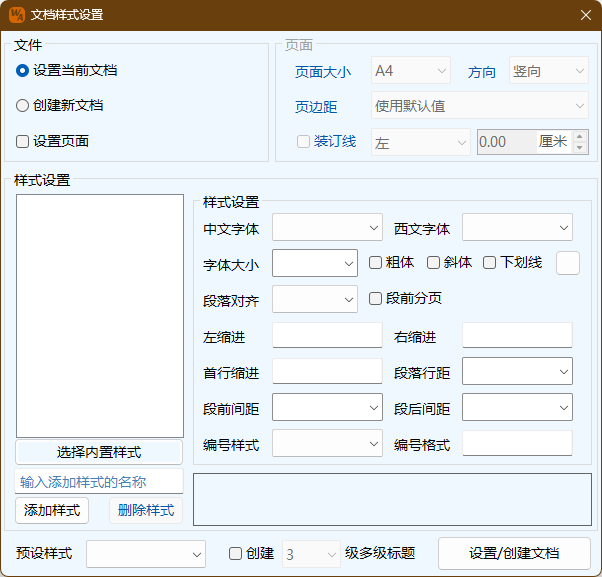 文档样式设置
文件
设置当前文档
创建新文档
设置页面
页面
页面大小 A4 方向 竖向
页边距 使用默认值
装订线 左 0.00 厘米
样式设置
选择内置样式
输入添加样式的名称
添加样式 删除样式
样式设置
中文字体 西文字体
字体大小 粗体 斜体 下划线
段落对齐 段前分页
左缩进 右缩进
首行缩进 段落行距
段前间距 段后间距
编号样式 编号格式
预设样式 创建 3 级多级标题 设置/创建文档